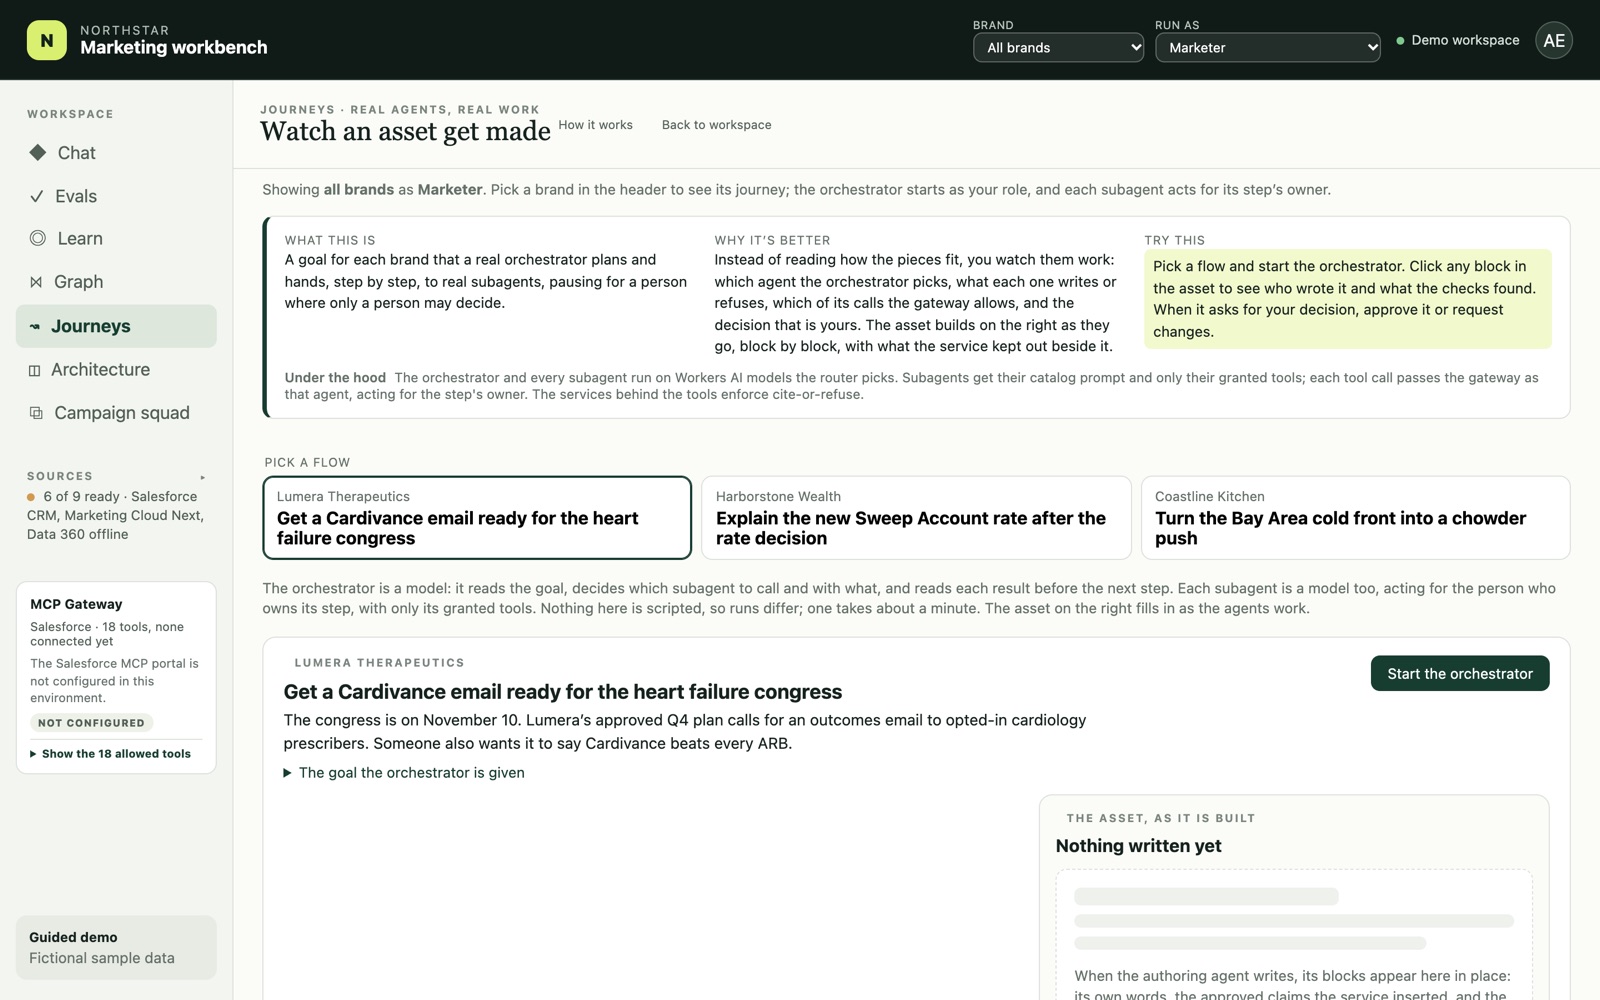 N
NORTHSTAR
Marketing workbench
BRAND
All brands
RUN AS
Marketer
Demo workspace
AE
WORKSPACE
Chat
Evals
Learn
Graph
Journeys
Architecture
Campaign squad
SOURCES
6 of 9 ready · Salesforce
CRM, Marketing Cloud Next,
Data 360 offline
MCP Gateway
Salesforce · 18 tools, none
connected yet
The Salesforce MCP portal is
not configured in this
environment.
NOT CONFIGURED
Show the 18 allowed tools
Guided demo
Fictional sample data
JOURNEYS · REAL AGENTS, REAL WORK
Watch an asset get made
How it works
Back to workspace
Showing all brands as Marketer. Pick a brand in the header to see its journey; the orchestrator starts as your role, and each subagent acts for its step's owner.
WHAT THIS IS
A goal for each brand that a real orchestrator plans and
hands, step by step, to real subagents, pausing for a person
where only a person may decide.
WHY IT'S BETTER
Instead of reading how the pieces fit, you watch them work:
which agent the orchestrator picks, what each one writes or
refuses, which of its calls the gateway allows, and the
decision that is yours. The asset builds on the right as they
go, block by block, with what the service kept out beside it.
TRY THIS
Pick a flow and start the orchestrator. Click any block in
the asset to see who wrote it and what the checks found.
When it asks for your decision, approve it or request
changes.
Under the hood The orchestrator and every subagent run on Workers AI models the router picks. Subagents get their catalog prompt and only their granted tools; each tool call passes the gateway as
that agent, acting for the step's owner. The services behind the tools enforce cite-or-refuse.
PICK A FLOW
Lumera Therapeutics
Get a Cardivance email ready for the heart
failure congress
Harborstone Wealth
Explain the new Sweep Account rate after the
rate decision
Coastline Kitchen
Turn the Bay Area cold front into a chowder
push
The orchestrator is a model: it reads the goal, decides which subagent to call and with what, and reads each result before the next step. Each subagent is a model too, acting for the person who
owns its step, with only its granted tools. Nothing here is scripted, so runs differ; one takes about a minute. The asset on the right fills in as the agents work.
LUMERA THERAPEUTICS
Get a Cardivance email ready for the heart failure congress
Start the orchestrator
The congress is on November 10. Lumera's approved Q4 plan calls for an outcomes email to opted-in cardiology
prescribers. Someone also wants it to say Cardivance beats every ARB.
The goal the orchestrator is given
THE ASSET, AS IT IS BUILT
Nothing written yet
When the authoring agent writes, its blocks appear here in place:
its own words, the approved claims the service inserted, and the